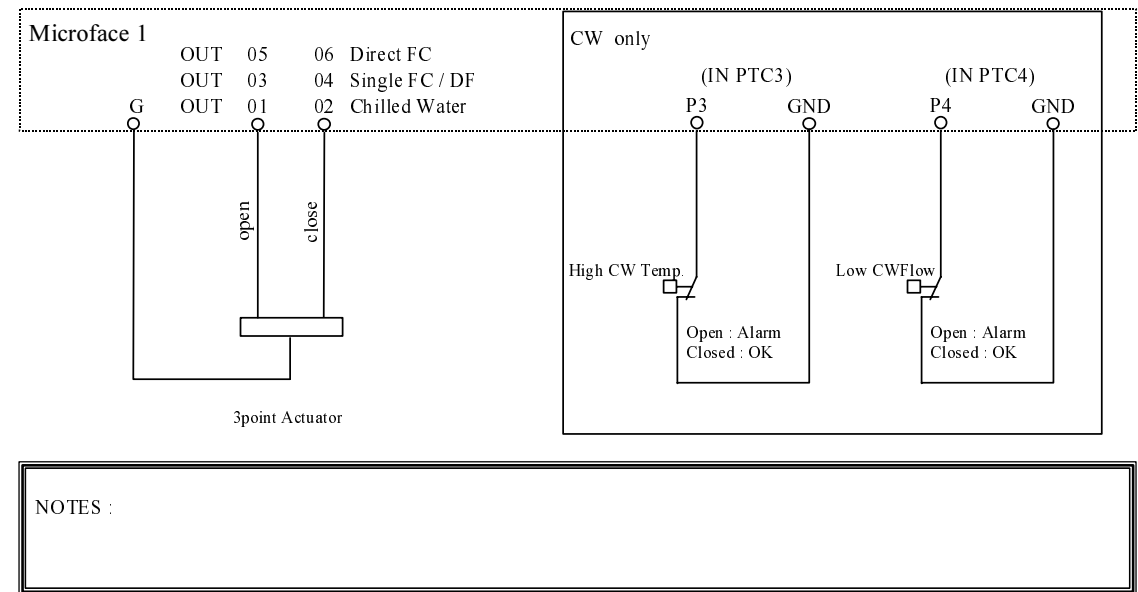 Microface 1
OUT 05 06 Direct FC
OUT 03 04 Single FC / DF
G OUT 01 02 Chilled Water
open
close
3point Actuator
CW only
(IN PTC3) (IN PTC4)
P3 GND P4 GND
High CW Temp.
Open : Alarm
Closed : OK
Low CWFlow
Open : Alarm
Closed : OK
NOTES :